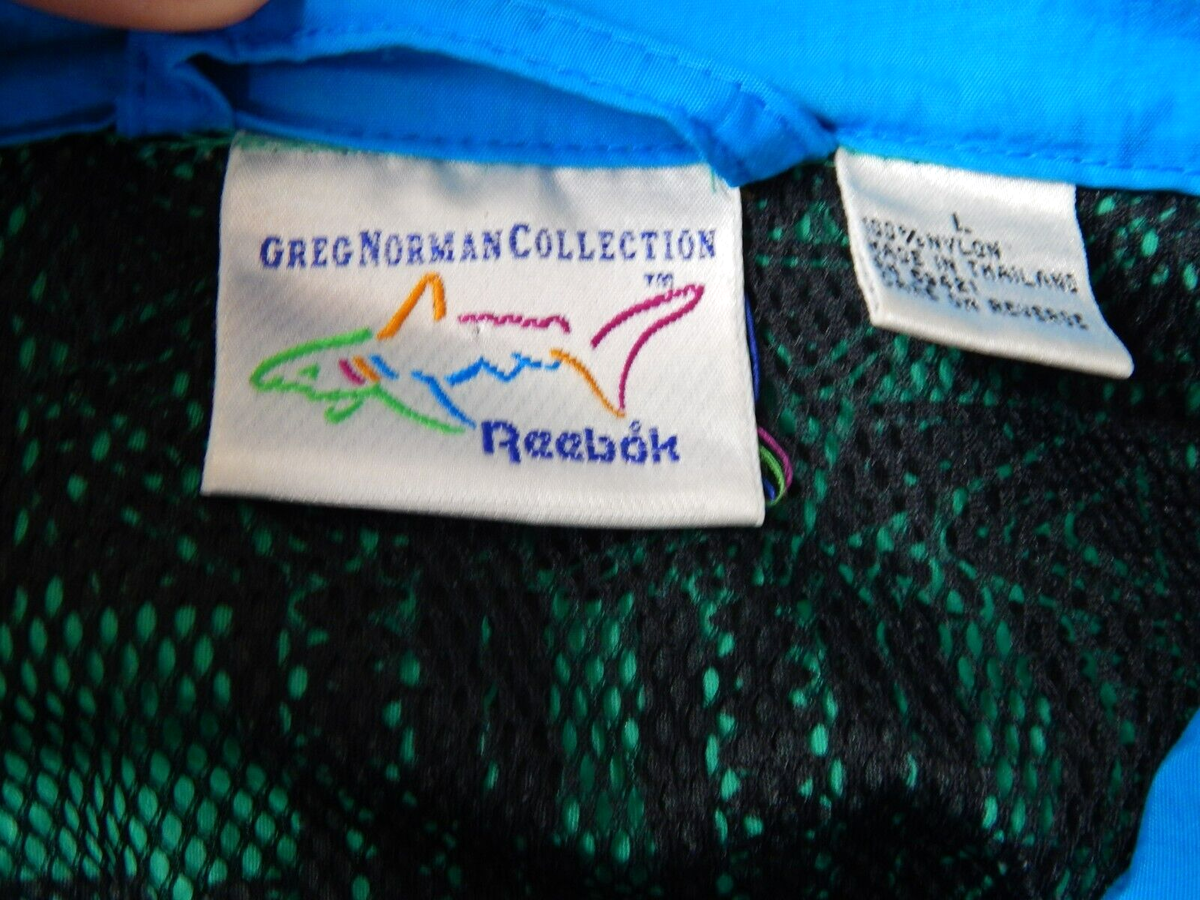 GREG NORMAN COLLECTION
TM
Reebok
L
100% NYLON
MADE IN THAILAND
CARE ON REVERSE